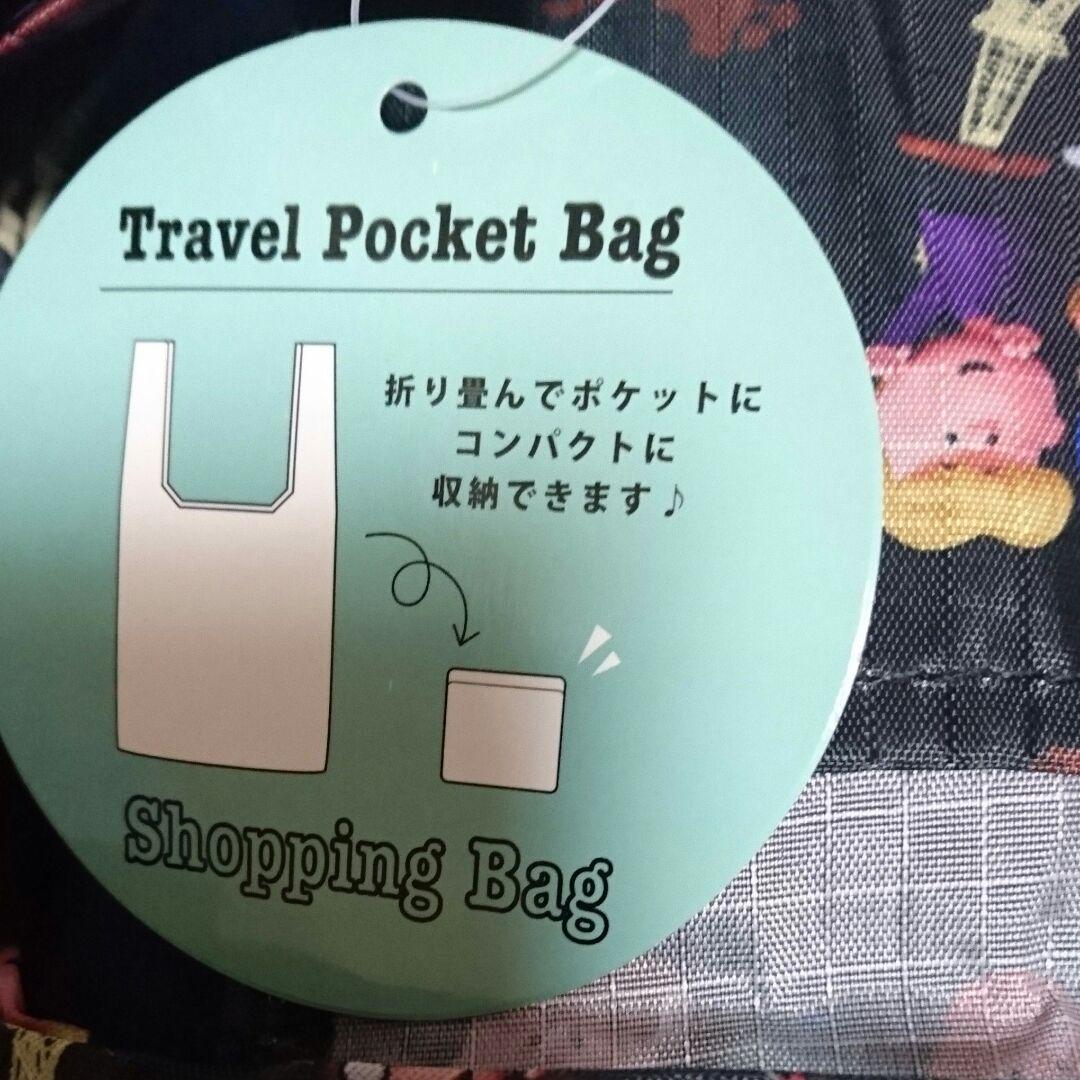 Travel Pocket Bag
折り畳んでポケットに
コンパクトに
収納できます♪
Shopping Bag